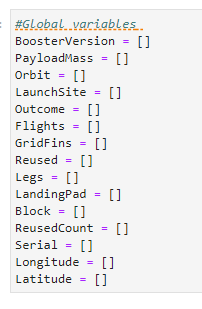 #Global variables
BoosterVersion = []
PayloadMass = []
Orbit = []
LaunchSite = []
Outcome = []
Flights = []
GridFins = []
Reused = []
Legs = []
LandingPad = []
Block = []
ReusedCount = []
Serial = []
Longitude = []
Latitude = []